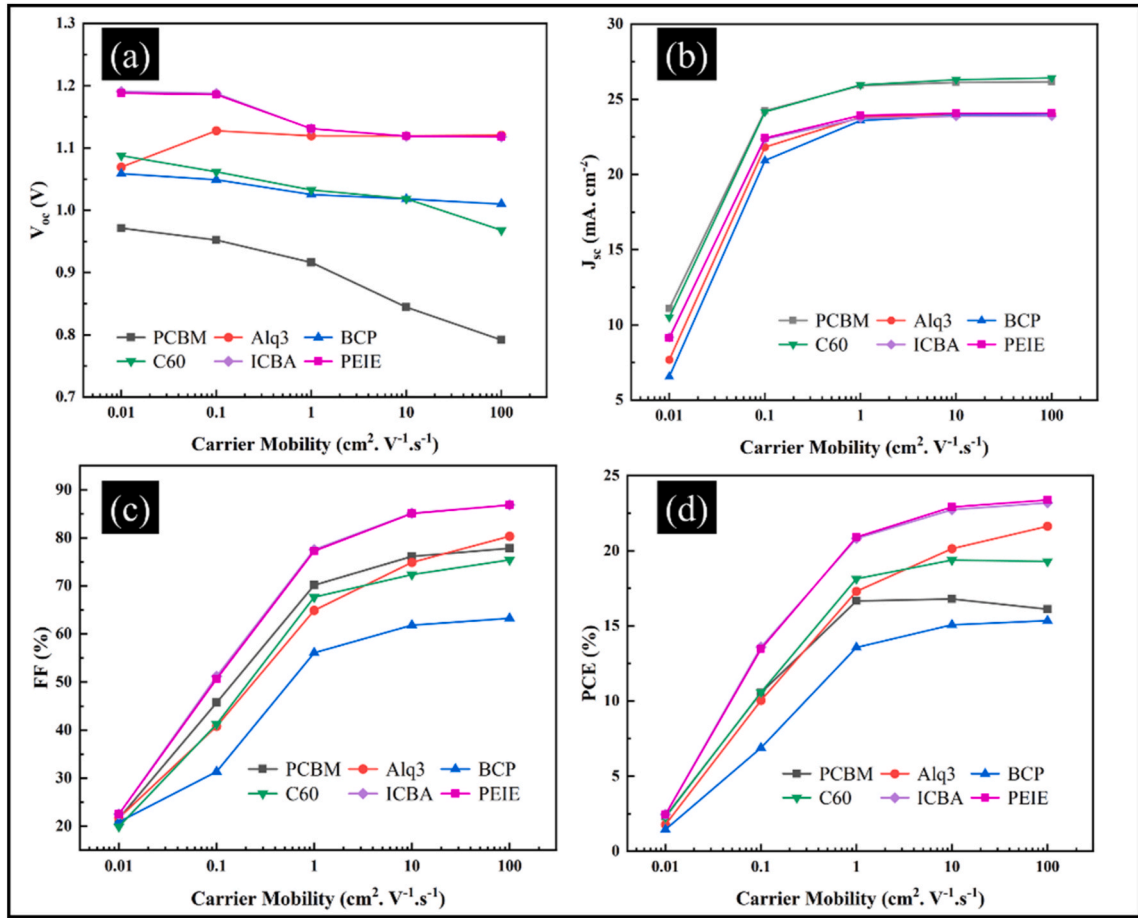 (a)
1.3
1.2
1.1
1.0
0.9
0.8
0.7
V_oc (V)
PCBM Alq3 BCP
C60 ICBA PEIE
0.01 0.1 1 10 100
Carrier Mobility (cm². V⁻¹.s⁻¹)
(b)
30
25
20
15
10
5
J_sc (mA. cm⁻²)
PCBM Alq3 BCP
C60 ICBA PEIE
0.01 0.1 1 10 100
Carrier Mobility (cm². V⁻¹.s⁻¹)
(c)
90
80
70
60
50
40
30
20
FF (%)
PCBM Alq3 BCP
C60 ICBA PEIE
0.01 0.1 1 10 100
Carrier Mobility (cm². V⁻¹.s⁻¹)
(d)
25
20
15
10
5
0
PCE (%)
PCBM Alq3 BCP
C60 ICBA PEIE
0.01 0.1 1 10 100
Carrier Mobility (cm². V⁻¹.s⁻¹)